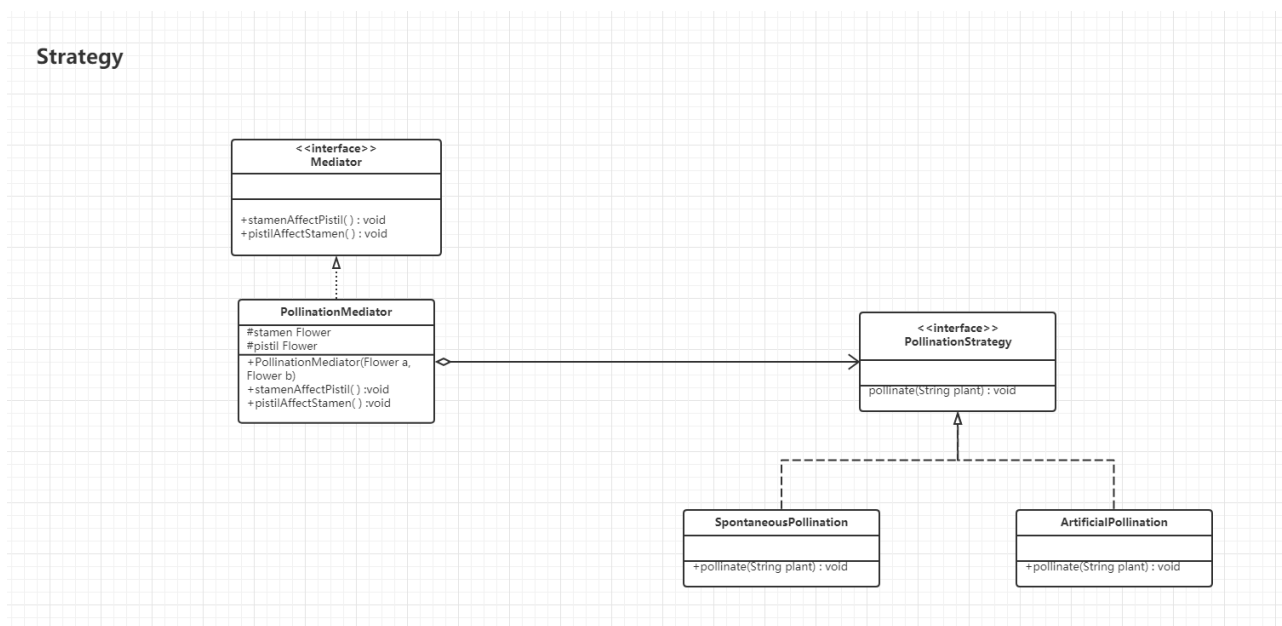 Strategy
<<interface>>
Mediator
+stamenAffectPistil( ) : void
+pistilAffectStamen( ) : void
PollinationMediator
#stamen Flower
#pistil Flower
+PollinationMediator(Flower a,
Flower b)
+stamenAffectPistil( ) :void
+pistilAffectStamen( ) :void
<<interface>>
PollinationStrategy
pollinate(String plant) : void
SpontaneousPollination
+pollinate(String plant) : void
ArtificialPollination
+pollinate(String plant) : void